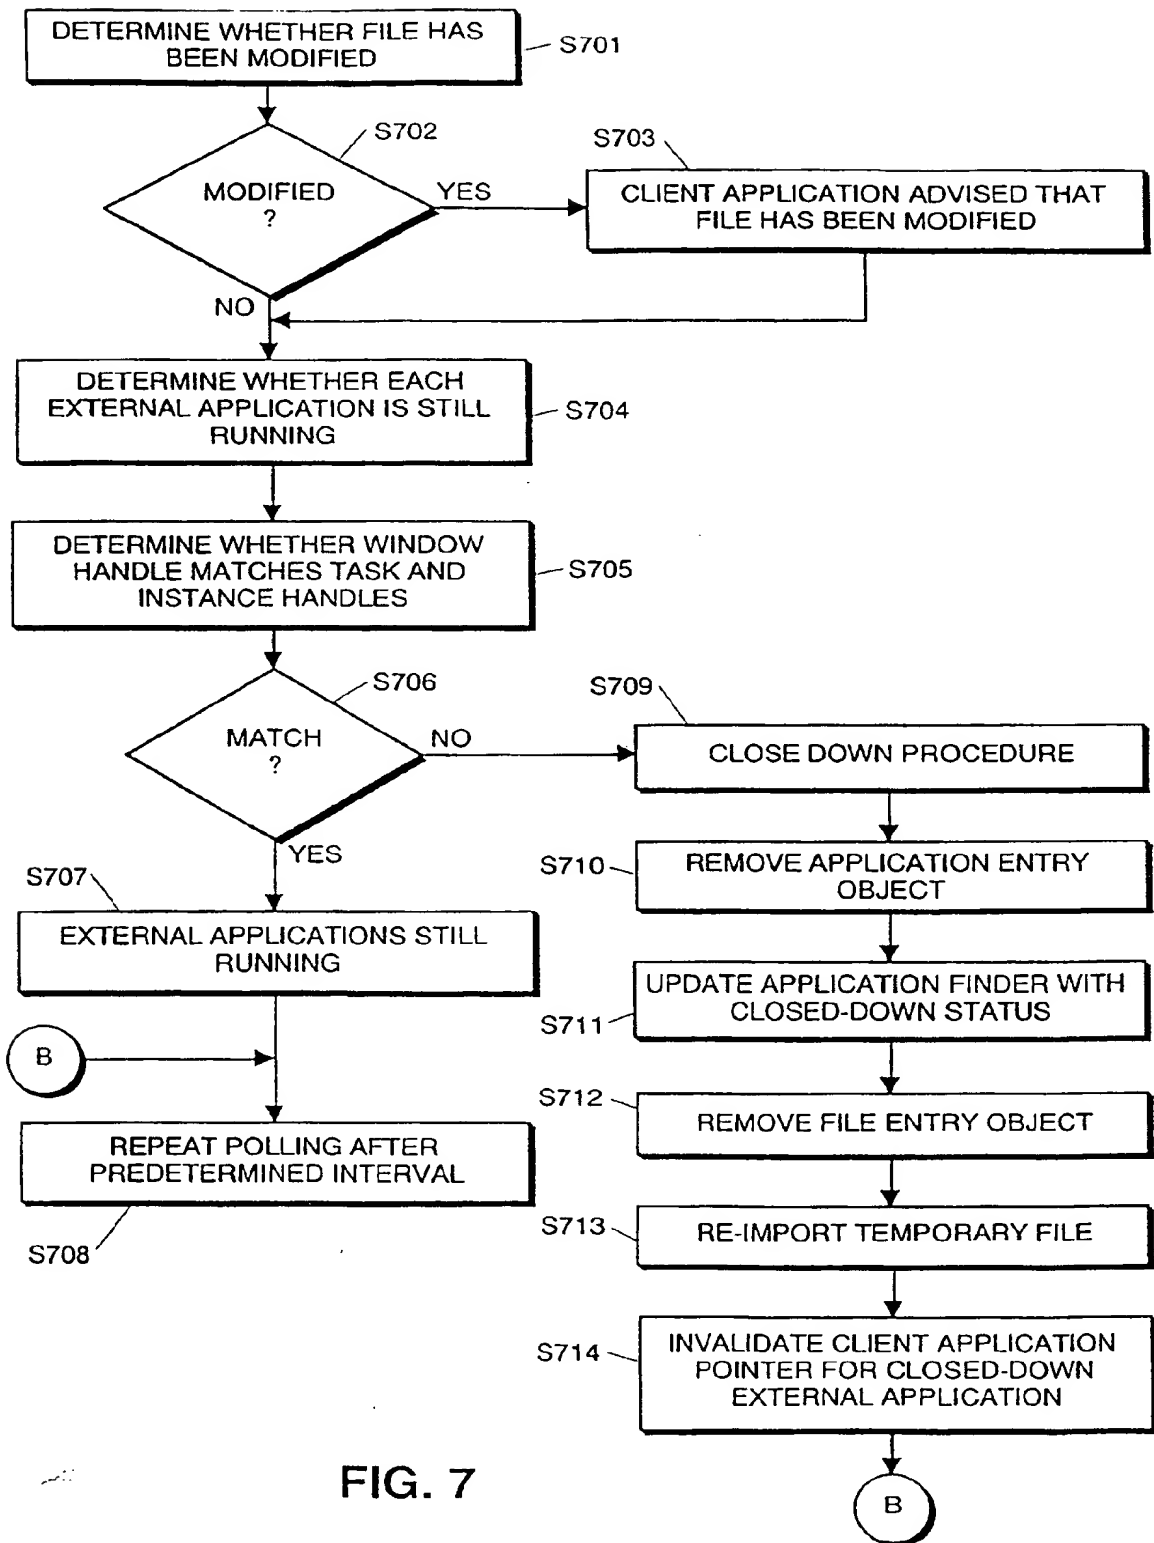 DETERMINE WHETHER FILE HAS
BEEN MODIFIED
S701
S702
MODIFIED
?
YES
NO
S703
CLIENT APPLICATION ADVISED THAT
FILE HAS BEEN MODIFIED
DETERMINE WHETHER EACH
EXTERNAL APPLICATION IS STILL
RUNNING
S704
DETERMINE WHETHER WINDOW
HANDLE MATCHES TASK AND
INSTANCE HANDLES
S705
S706
MATCH
?
NO
YES
S707
EXTERNAL APPLICATIONS STILL
RUNNING
B
REPEAT POLLING AFTER
PREDETERMINED INTERVAL
S708
S709
CLOSE DOWN PROCEDURE
S710
REMOVE APPLICATION ENTRY
OBJECT
S711
UPDATE APPLICATION FINDER WITH
CLOSED-DOWN STATUS
S712
REMOVE FILE ENTRY OBJECT
S713
RE-IMPORT TEMPORARY FILE
S714
INVALIDATE CLIENT APPLICATION
POINTER FOR CLOSED-DOWN
EXTERNAL APPLICATION
B
FIG. 7